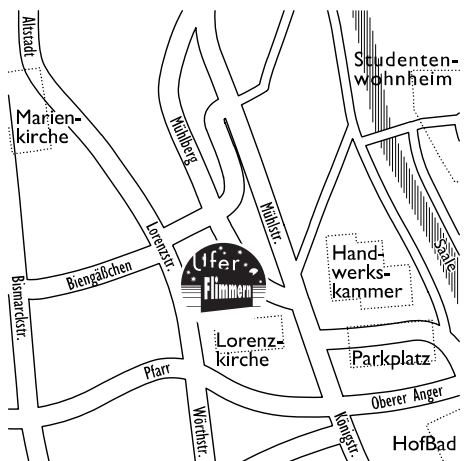 Altstadt
Studenten-
wohnheim
Marien-
kirche
Mühlberg
Mühlstr.
Lorenzstr.
Saale
Hand-
werks-
kammer
Biengäßchen
Ufer
Flimmern
Bismarckstr.
Lorenz-
kirche
Parkplatz
Pfarr
Oberer Anger
Wörthstr.
Königstr.
HofBad